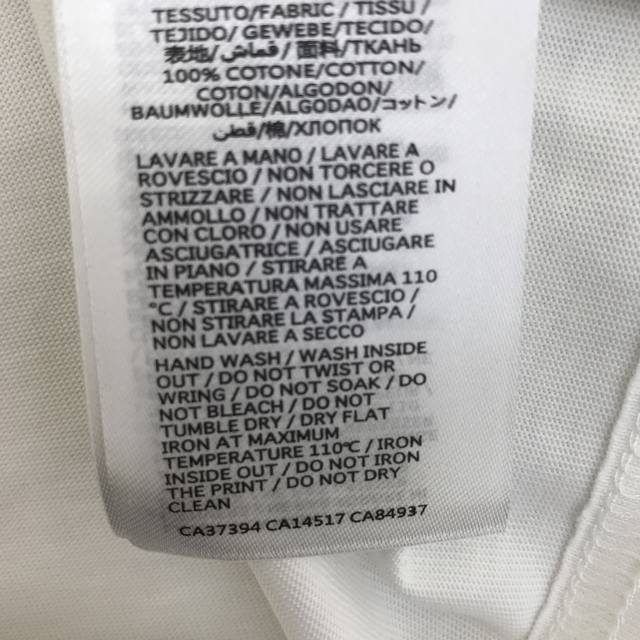 TESSUTO/FABRIC / TISSU /
TEJIDO/ GEWEBE/TECIDO/
表地/ قماش / 面料/ТКАНЬ
100% COTONE/COTTON/
COTON/ALGODON/
BAUMWOLLE/ALGODAO/コットン/
قطن/棉/ХЛОПОК
LAVARE A MANO / LAVARE A
ROVESCIO / NON TORCERE O
STRIZZARE / NON LASCIARE IN
AMMOLLO / NON TRATTARE
CON CLORO / NON USARE
ASCIUGATRICE / ASCIUGARE
IN PIANO / STIRARE A
TEMPERATURA MASSIMA 110
°C / STIRARE A ROVESCIO /
NON STIRARE LA STAMPA /
NON LAVARE A SECCO
HAND WASH / WASH INSIDE
OUT / DO NOT TWIST OR
WRING / DO NOT SOAK / DO
NOT BLEACH / DO NOT
TUMBLE DRY / DRY FLAT
IRON AT MAXIMUM
TEMPERATURE 110°C / IRON
INSIDE OUT / DO NOT IRON
THE PRINT / DO NOT DRY
CLEAN
CA37394 CA14517 CA84937